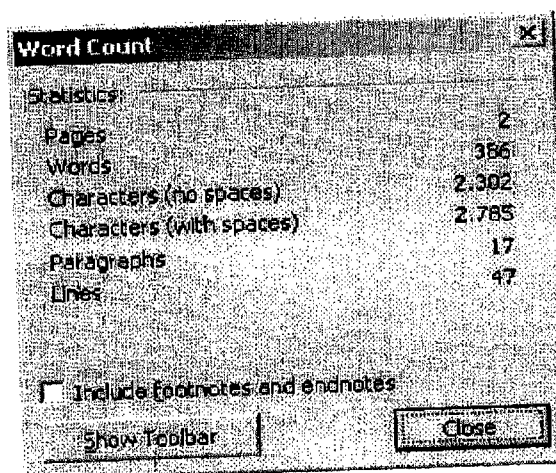 Word Count
Statistics:
Pages 2
Words 366
Characters (no spaces) 2.302
Characters (with spaces) 2.785
Paragraphs 17
Lines 47
Include footnotes and endnotes
Show Toolbar
Close